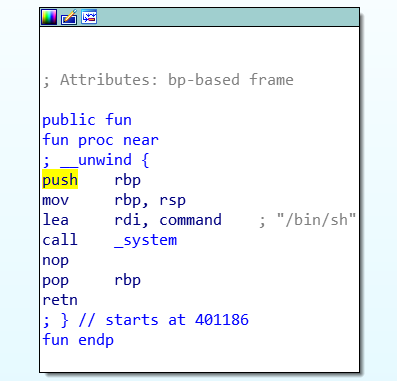 ; Attributes: bp-based frame
public fun
fun proc near
; __unwind {
push rbp
mov rbp, rsp
lea rdi, command ; "/bin/sh"
call _system
nop
pop rbp
retn
; } // starts at 401186
fun endp